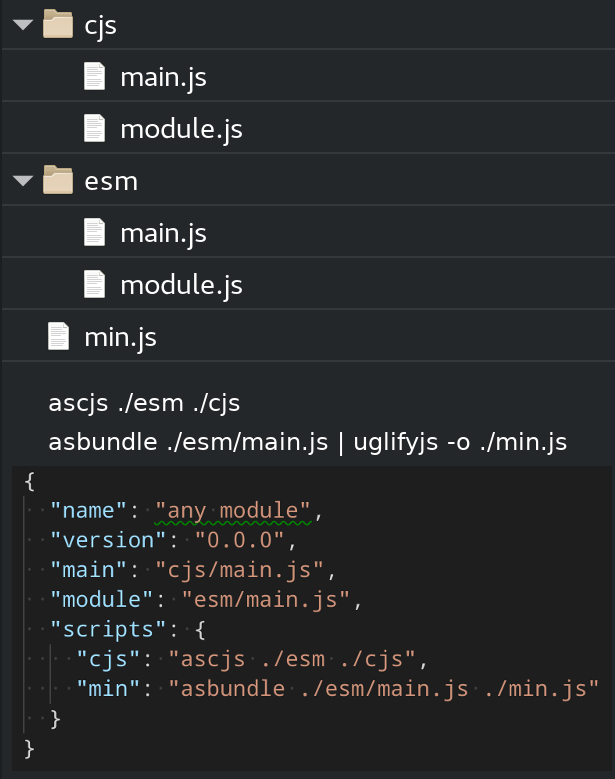 cjs
main.js
module.js
esm
main.js
module.js
min.js
ascjs ./esm ./cjs
asbundle ./esm/main.js | uglifyjs -o ./min.js
{
"name": "any module",
"version": "0.0.0",
"main": "cjs/main.js",
"module": "esm/main.js",
"scripts": {
"cjs": "ascjs ./esm ./cjs",
"min": "asbundle ./esm/main.js ./min.js"
}
}